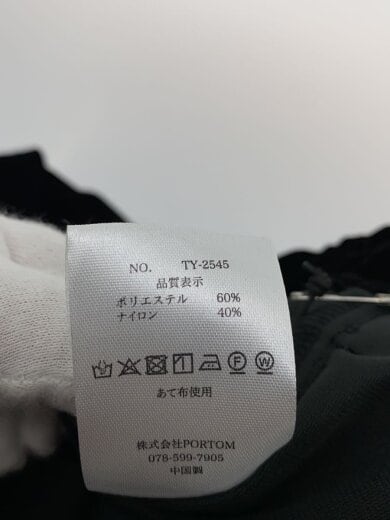 NO. TY-2545
品質表示
ポリエステル 60%
ナイロン 40%
あて布使用
株式会社PORTOM
078-599-7905
中国製